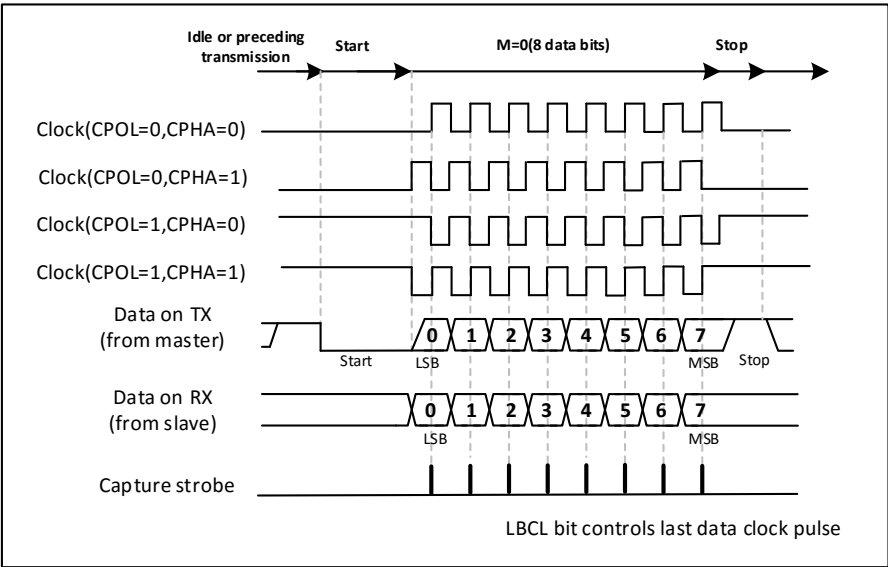 Idle or preceding
transmission
Start
M=0(8 data bits)
Stop
Clock(CPOL=0,CPHA=0)
Clock(CPOL=0,CPHA=1)
Clock(CPOL=1,CPHA=0)
Clock(CPOL=1,CPHA=1)
Data on TX
(from master)
0 1 2 3 4 5 6 7
Start
LSB
MSB
Stop
Data on RX
(from slave)
0 1 2 3 4 5 6 7
LSB
MSB
Capture strobe
LBCL bit controls last data clock pulse